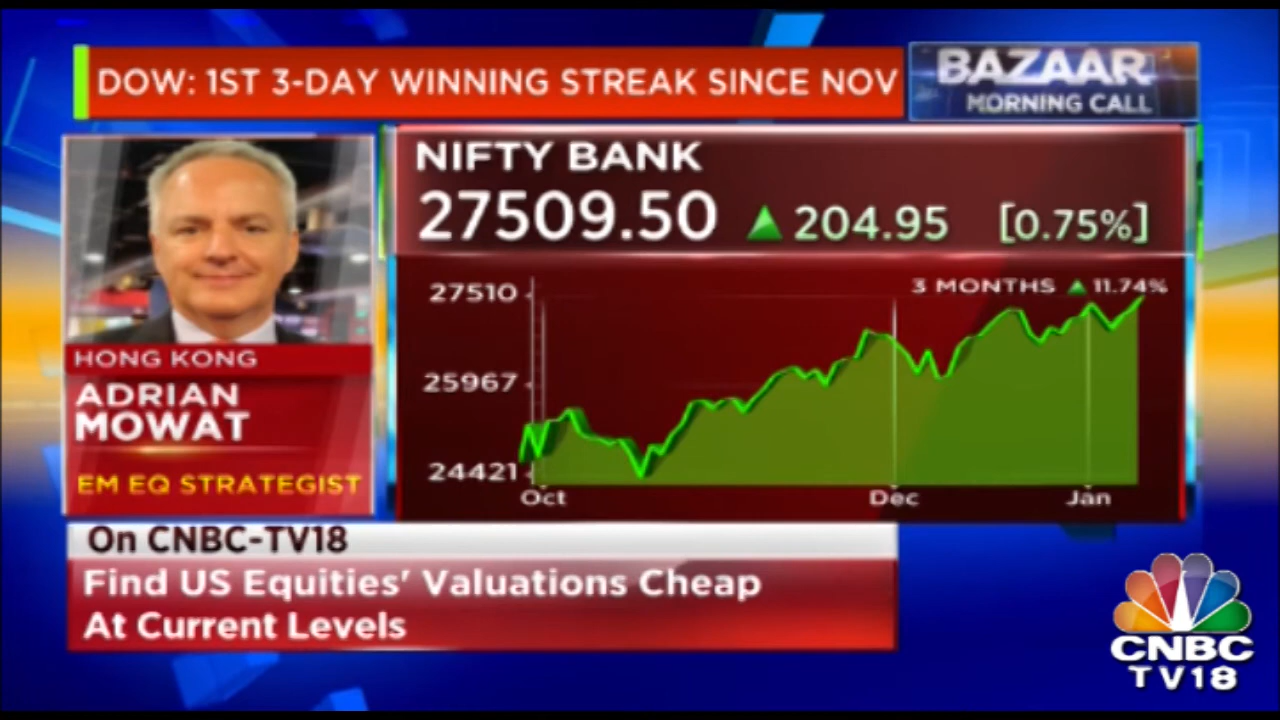 DOW: 1ST 3-DAY WINNING STREAK SINCE NOV
BAZAAR
MORNING CALL
NIFTY BANK
27509.50 ▲ 204.95 [0.75%]
3 MONTHS ▲ 11.74%
27510
25967
24421
Oct Dec Jan
HONG KONG
ADRIAN
MOWAT
EM EQ STRATEGIST
On CNBC-TV18
Find US Equities' Valuations Cheap
At Current Levels
CNBC
TV18